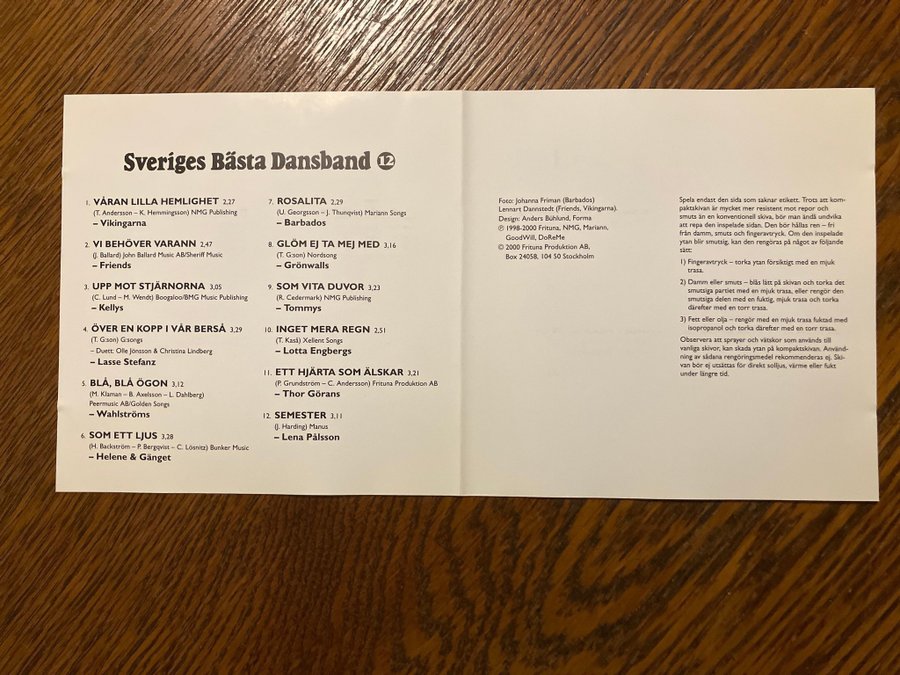 Sveriges Bästa Dansband 12
1. VÅRAN LILLA HEMLIGHET 2,27
(T. Andersson – K. Hemmingsson) NMG Publishing
– Vikingarna
2. VI BEHÖVER VARANN 2,47
(J. Ballard) John Ballard Music AB/Sheriff Music
– Friends
3. UPP MOT STJÄRNORNA 3,05
(C. Lund – M. Wendt) Boogaloo/BMG Music Publishing
– Kellys
4. ÖVER EN KOPP I VÅR BERSÅ 3,29
(T. G:son) G:songs
– Duett: Olle Jönsson & Christina Lindberg
– Lasse Stefanz
5. BLÅ, BLÅ ÖGON 3,12
(M. Klaman – B. Axelsson – L. Dahlberg)
Peermusic AB/Golden Songs
– Wahlströms
6. SOM ETT LJUS 3,28
(H. Backström – P. Bergqvist – C. Lösnitz) Bunker Music
– Helene & Gänget
7. ROSALITA 2,29
(U. Georgsson – J. Thunqvist) Mariann Songs
– Barbados
8. GLÖM EJ TA MEJ MED 3,16
(T. G:son) Nordsong
– Grönwalls
9. SOM VITA DUVOR 3,23
(R. Cedermark) NMG Publishing
– Tommys
10. INGET MERA REGN 2,51
(T. Kaså) Xellent Songs
– Lotta Engbergs
11. ETT HJÄRTA SOM ÄLSKAR 3,21
(P. Grundström – C. Andersson) Frituna Produktion AB
– Thor Görans
12. SEMESTER 3,11
(J. Harding) Manus
– Lena Pålsson
Foto: Johanna Friman (Barbados)
Lennart Dannstedt (Friends, Vikingarna).
Design: Anders Bühlund, Forma
℗ 1998-2000 Frituna, NMG, Mariann,
GoodWill, DoReMe
© 2000 Frituna Produktion AB,
Box 24058, 104 50 Stockholm
Spela endast den sida som saknar etikett. Trots att kom-
paktskivan är mycket mer resistent mot repor och
smuts än en konventionell skiva, bör man ändå undvika
att repa den inspelade sidan. Den bör hållas ren – fri
från damm, smuts och fingeravtryck. Om den inspelade
ytan blir smutsig, kan den rengöras på något av följande
sätt:
1) Fingeravtryck – torka ytan försiktigt med en mjuk
trasa.
2) Damm eller smuts – blås lätt på skivan och torka det
smutsiga partiet med en mjuk trasa, eller rengör den
smutsiga delen med en fuktig, mjuk trasa och torka
därefter med en torr trasa.
3) Fett eller olja – rengör med en mjuk trasa fuktad med
isopropanol och torka därefter med en torr trasa.
Observera att sprayer och vätskor som används till
vanliga skivor, kan skada ytan på kompaktskivan. Använd-
ning av sådana rengöringsmedel rekommenderas ej. Ski-
van bör ej utsättas för direkt solljus, värme eller fukt
under längre tid.